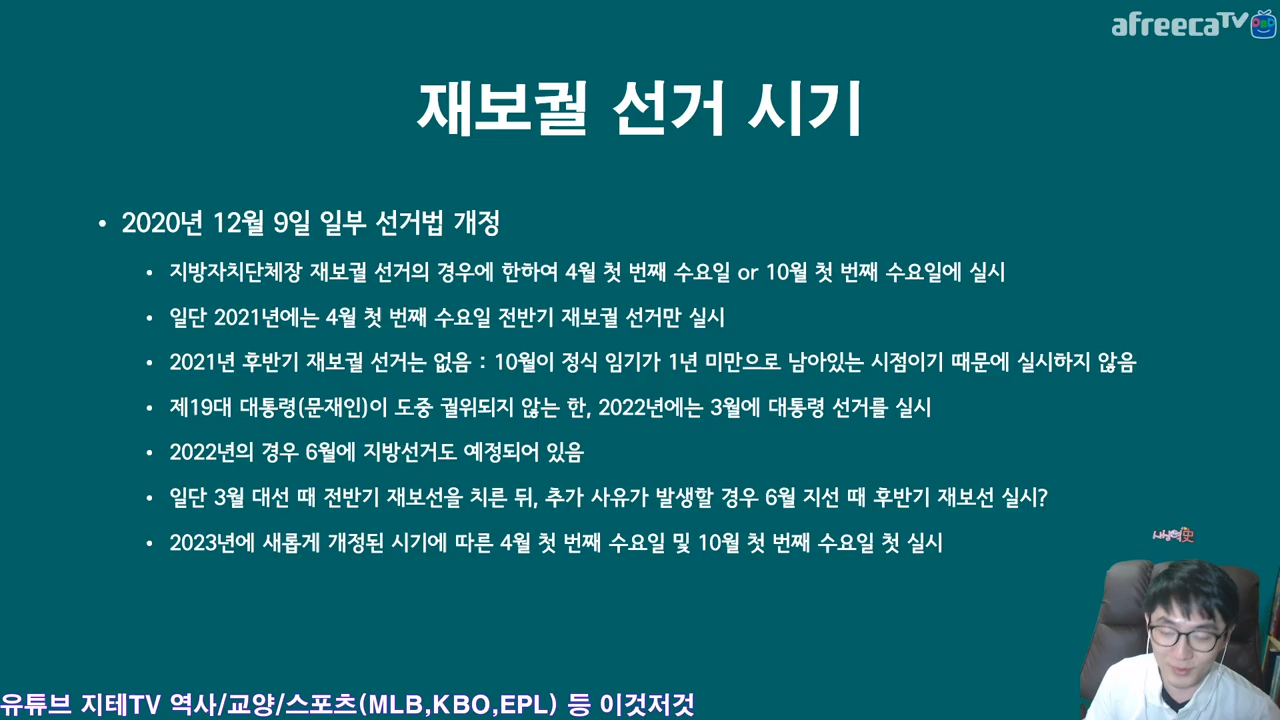 afreecaTV
재보궐 선거 시기
• 2020년 12월 9일 일부 선거법 개정
• 지방자치단체장 재보궐 선거의 경우에 한하여 4월 첫 번째 수요일 or 10월 첫 번째 수요일에 실시
• 일단 2021년에는 4월 첫 번째 수요일 전반기 재보궐 선거만 실시
• 2021년 후반기 재보궐 선거는 없음 : 10월이 정식 임기가 1년 미만으로 남아있는 시점이기 때문에 실시하지 않음
• 제19대 대통령(문재인)이 도중 궐위되지 않는 한, 2022년에는 3월에 대통령 선거를 실시
• 2022년의 경우 6월에 지방선거도 예정되어 있음
• 일단 3월 대선 때 전반기 재보선을 치른 뒤, 추가 사유가 발생할 경우 6월 지선 때 후반기 재보선 실시?
• 2023년에 새롭게 개정된 시기에 따른 4월 첫 번째 수요일 및 10월 첫 번째 수요일 첫 실시
유튜브 지테TV 역사/교양/스포츠(MLB,KBO,EPL) 등 이것저것